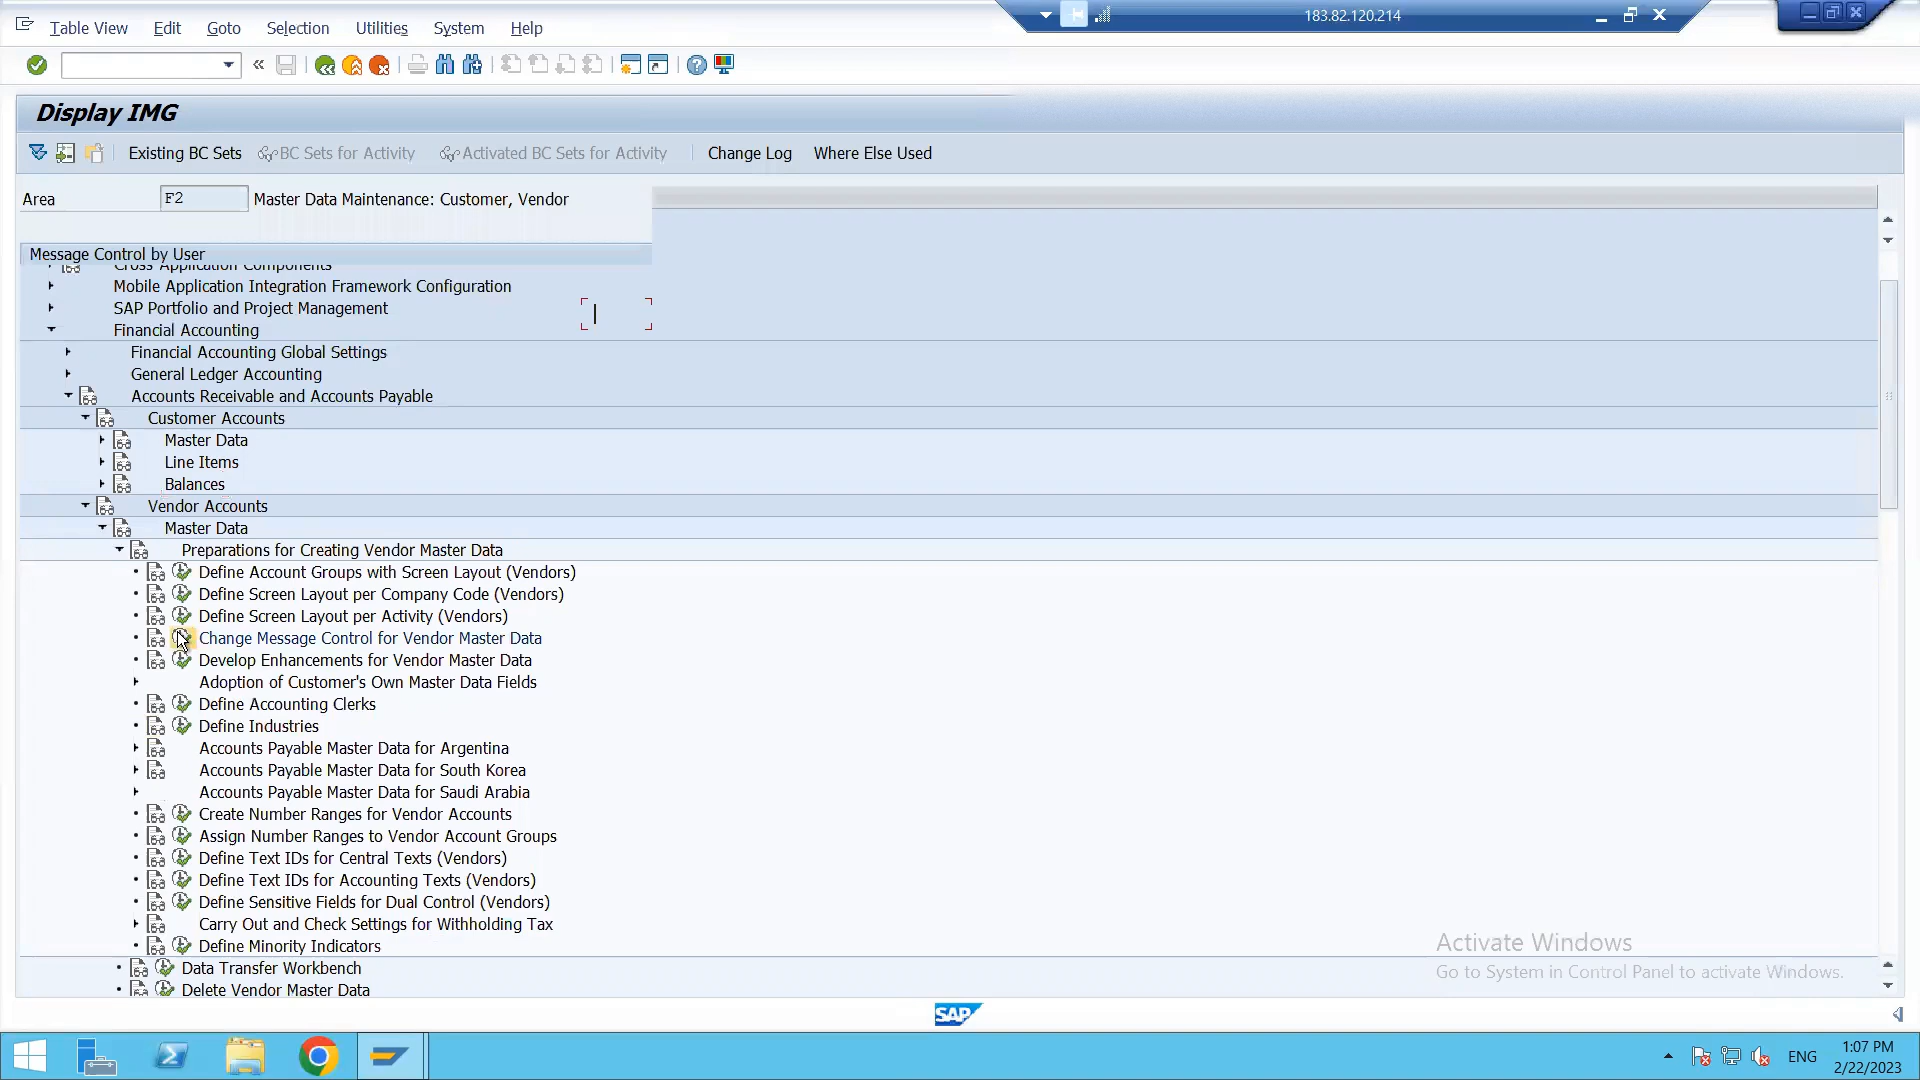 Table View Edit Goto Selection Utilities System Help
183.82.120.214
Display IMG
Existing BC Sets BC Sets for Activity Activated BC Sets for Activity Change Log Where Else Used
Area F2 Master Data Maintenance: Customer, Vendor
Message Control by User
Cross Application Components
Mobile Application Integration Framework Configuration
SAP Portfolio and Project Management
Financial Accounting
Financial Accounting Global Settings
General Ledger Accounting
Accounts Receivable and Accounts Payable
Customer Accounts
Master Data
Line Items
Balances
Vendor Accounts
Master Data
Preparations for Creating Vendor Master Data
Define Account Groups with Screen Layout (Vendors)
Define Screen Layout per Company Code (Vendors)
Define Screen Layout per Activity (Vendors)
Change Message Control for Vendor Master Data
Develop Enhancements for Vendor Master Data
Adoption of Customer's Own Master Data Fields
Define Accounting Clerks
Define Industries
Accounts Payable Master Data for Argentina
Accounts Payable Master Data for South Korea
Accounts Payable Master Data for Saudi Arabia
Create Number Ranges for Vendor Accounts
Assign Number Ranges to Vendor Account Groups
Define Text IDs for Central Texts (Vendors)
Define Text IDs for Accounting Texts (Vendors)
Define Sensitive Fields for Dual Control (Vendors)
Carry Out and Check Settings for Withholding Tax
Define Minority Indicators
Data Transfer Workbench
Delete Vendor Master Data
Activate Windows
Go to System in Control Panel to activate Windows.
SAP
ENG
1:07 PM
2/22/2023